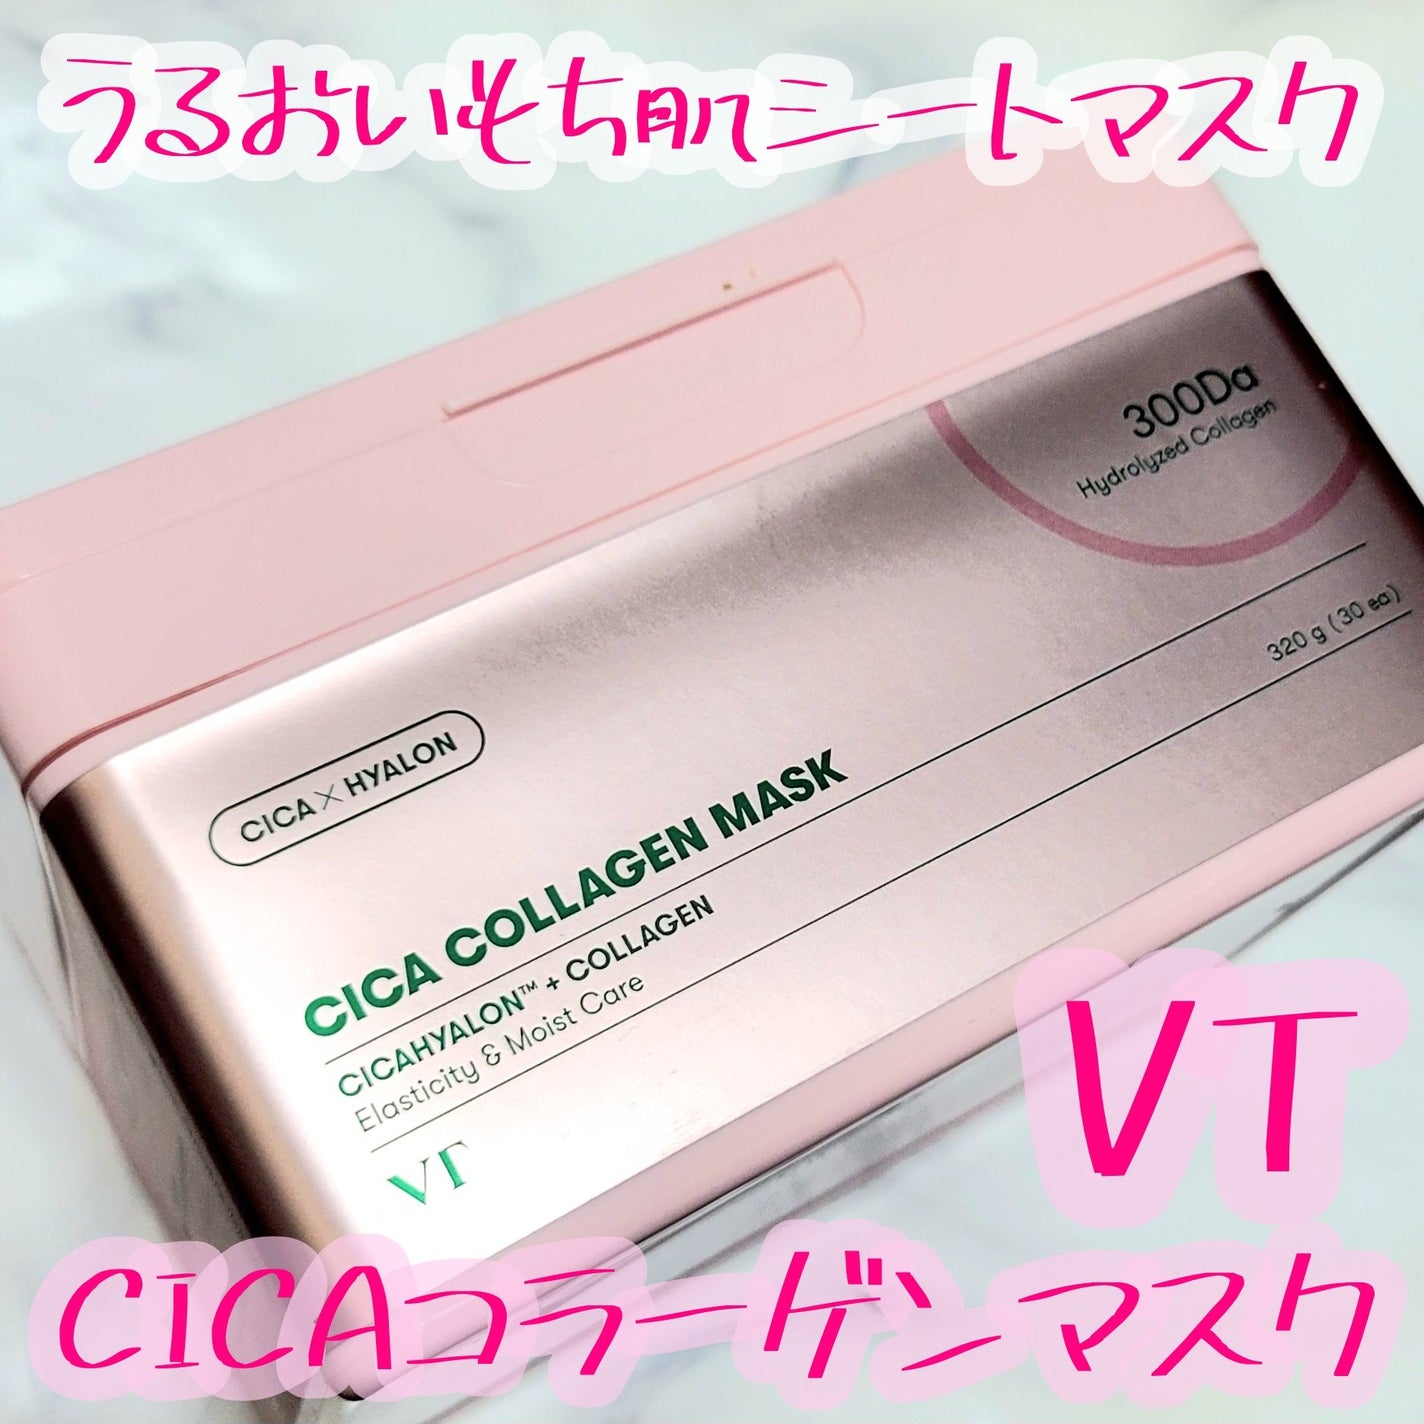 うるおいもち肌シートマスク
300Da
Hydrolyzed Collagen
320 g (30 ea)
CICA×HYALON
CICA COLLAGEN MASK
CICAHYALON™ + COLLAGEN
Elasticity & Moist Care
VT
VT
CICAコラーゲンマスク